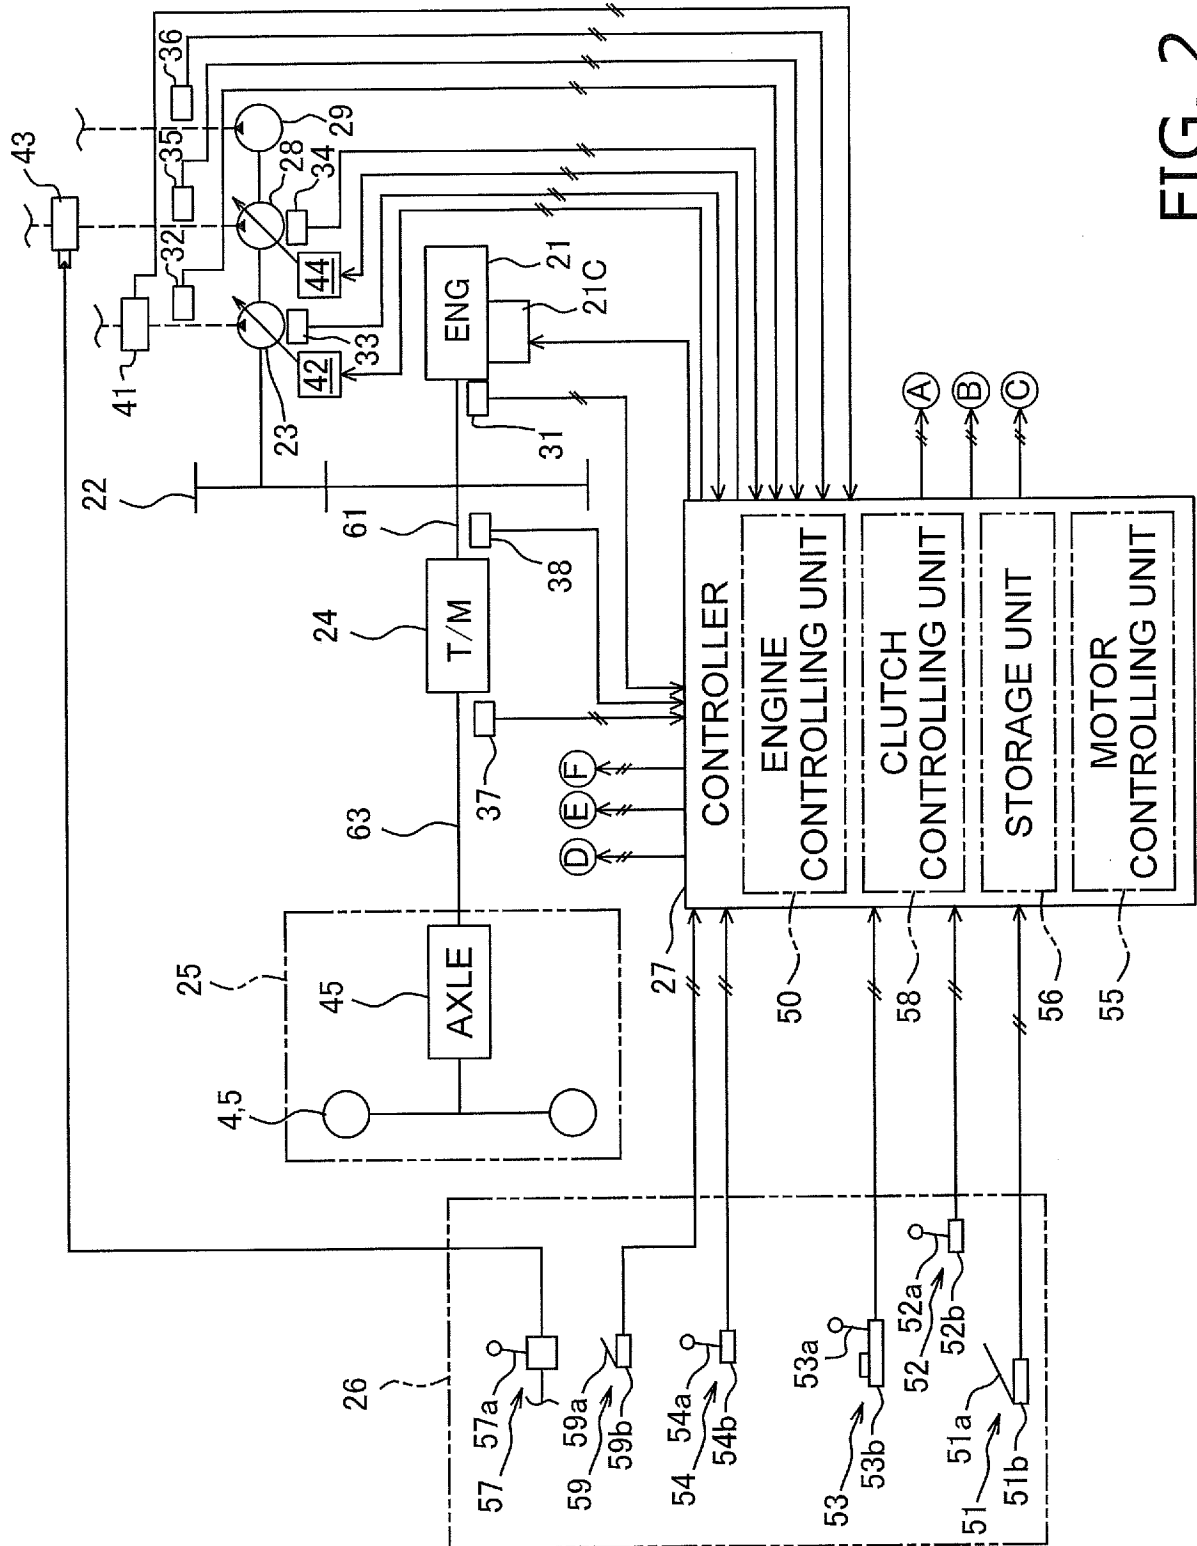 FIG. 2
43
36
35
32
41
29
28
34
44
33
42
23
22
ENG
21
21C
31
61
38
24
T/M
37
63
25
45
AXLE
4,5
A
B
C
D
E
F
27
CONTROLLER
ENGINE
CONTROLLING UNIT
50
CLUTCH
CONTROLLING UNIT
58
STORAGE UNIT
56
MOTOR
CONTROLLING UNIT
55
26
57a
57
59a
59
59b
54a
54
54b
53a
53
53b
52a
52
52b
51a
51
51b